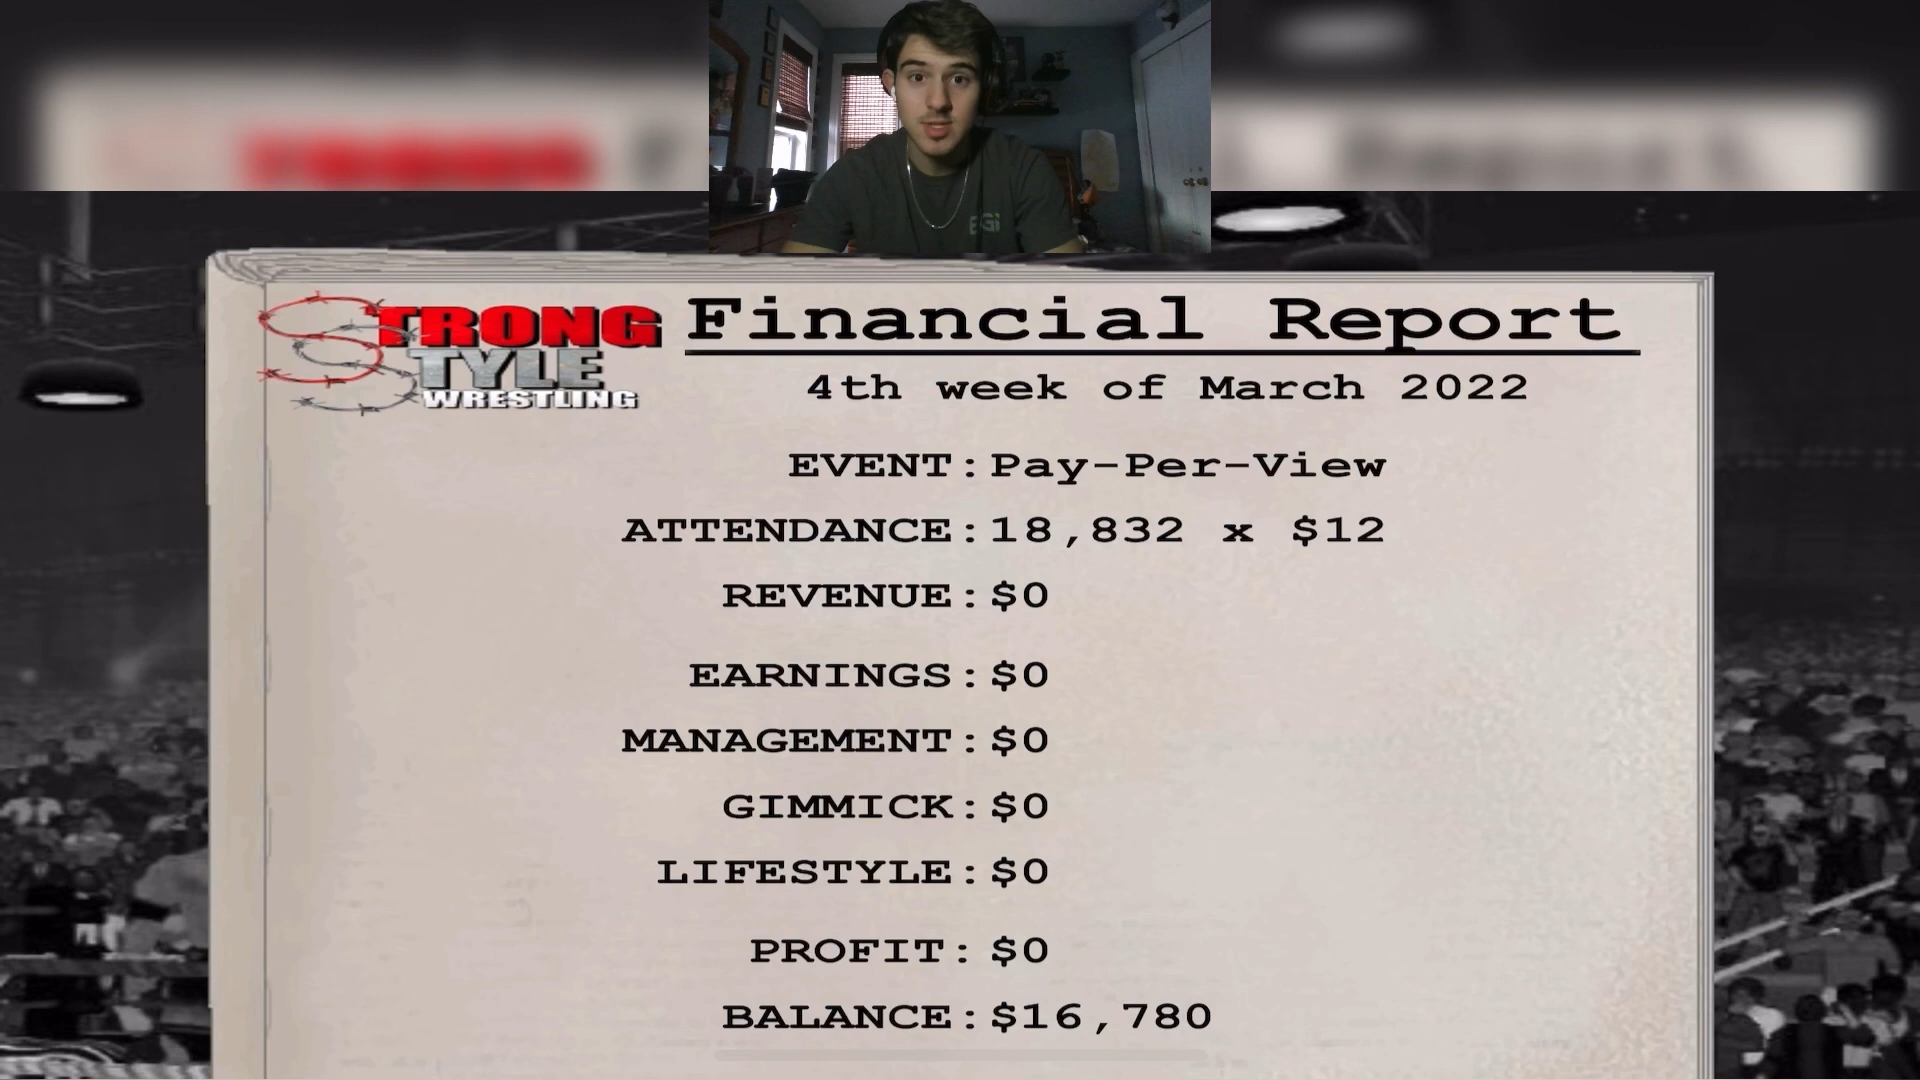 STRONG
STYLE
WRESTLING
Financial Report
4th week of March 2022
EVENT: Pay-Per-View
ATTENDANCE: 18,832 x $12
REVENUE: $0
EARNINGS: $0
MANAGEMENT: $0
GIMMICK: $0
LIFESTYLE: $0
PROFIT: $0
BALANCE: $16,780